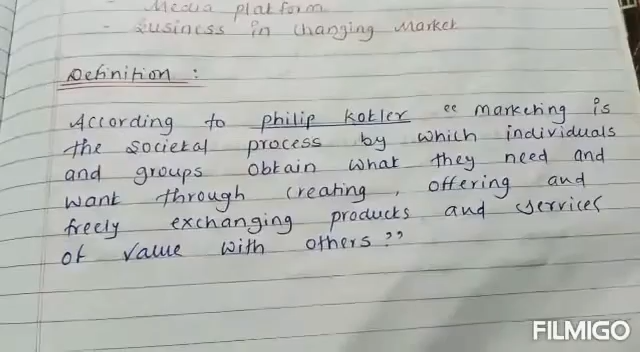 - Media platform
- Business in changing market
Definition :
According to philip kotler “ marketing is
the societal process by which individuals
and groups obtain what they need and
want through creating, offering and
freely exchanging products and services
of value with others ”
FILMIGO